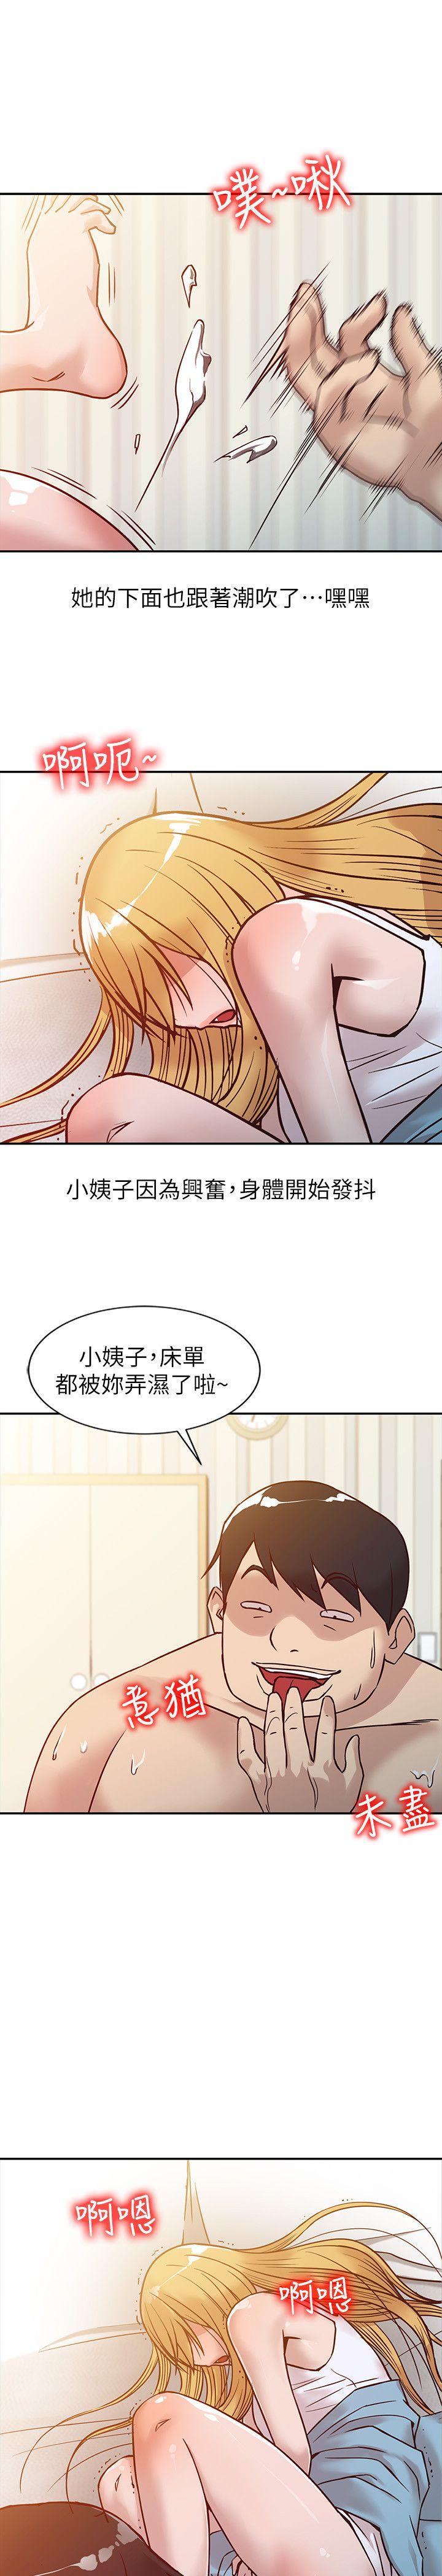 噗~啾
她的下面也跟著潮吹了…嘿嘿
啊呃~
小姨子因為興奮,身體開始發抖
小姨子,床單
都被妳弄濕了啦~
意猶
未盡
啊嗯
啊嗯